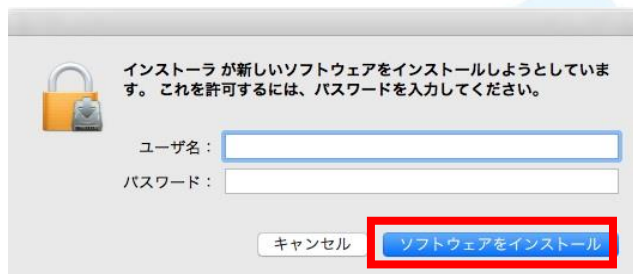 インストーラ が新しいソフトウェアをインストールしようとしていま
す。 これを許可するには、パスワードを入力してください。
ユーザ名：
パスワード：
キャンセル
ソフトウェアをインストール